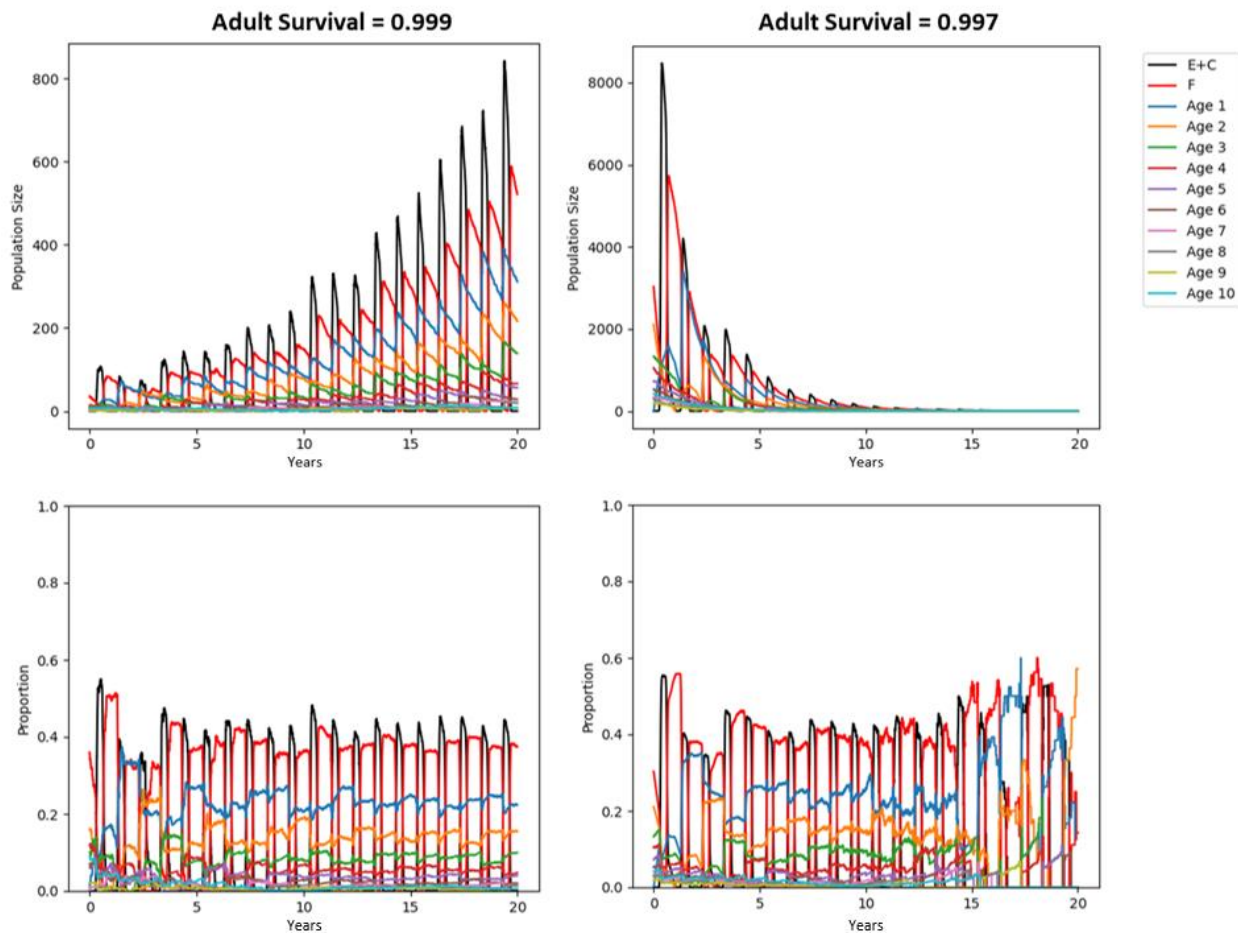 Adult Survival = 0.999
Adult Survival = 0.997
Population Size
800
600
400
200
0
0 5 10 15 20
Years
Population Size
8000
6000
4000
2000
0
0 5 10 15 20
Years
E+C
F
Age 1
Age 2
Age 3
Age 4
Age 5
Age 6
Age 7
Age 8
Age 9
Age 10
Proportion
1.0
0.8
0.6
0.4
0.2
0.0
0 5 10 15 20
Years
Proportion
1.0
0.8
0.6
0.4
0.2
0.0
0 5 10 15 20
Years